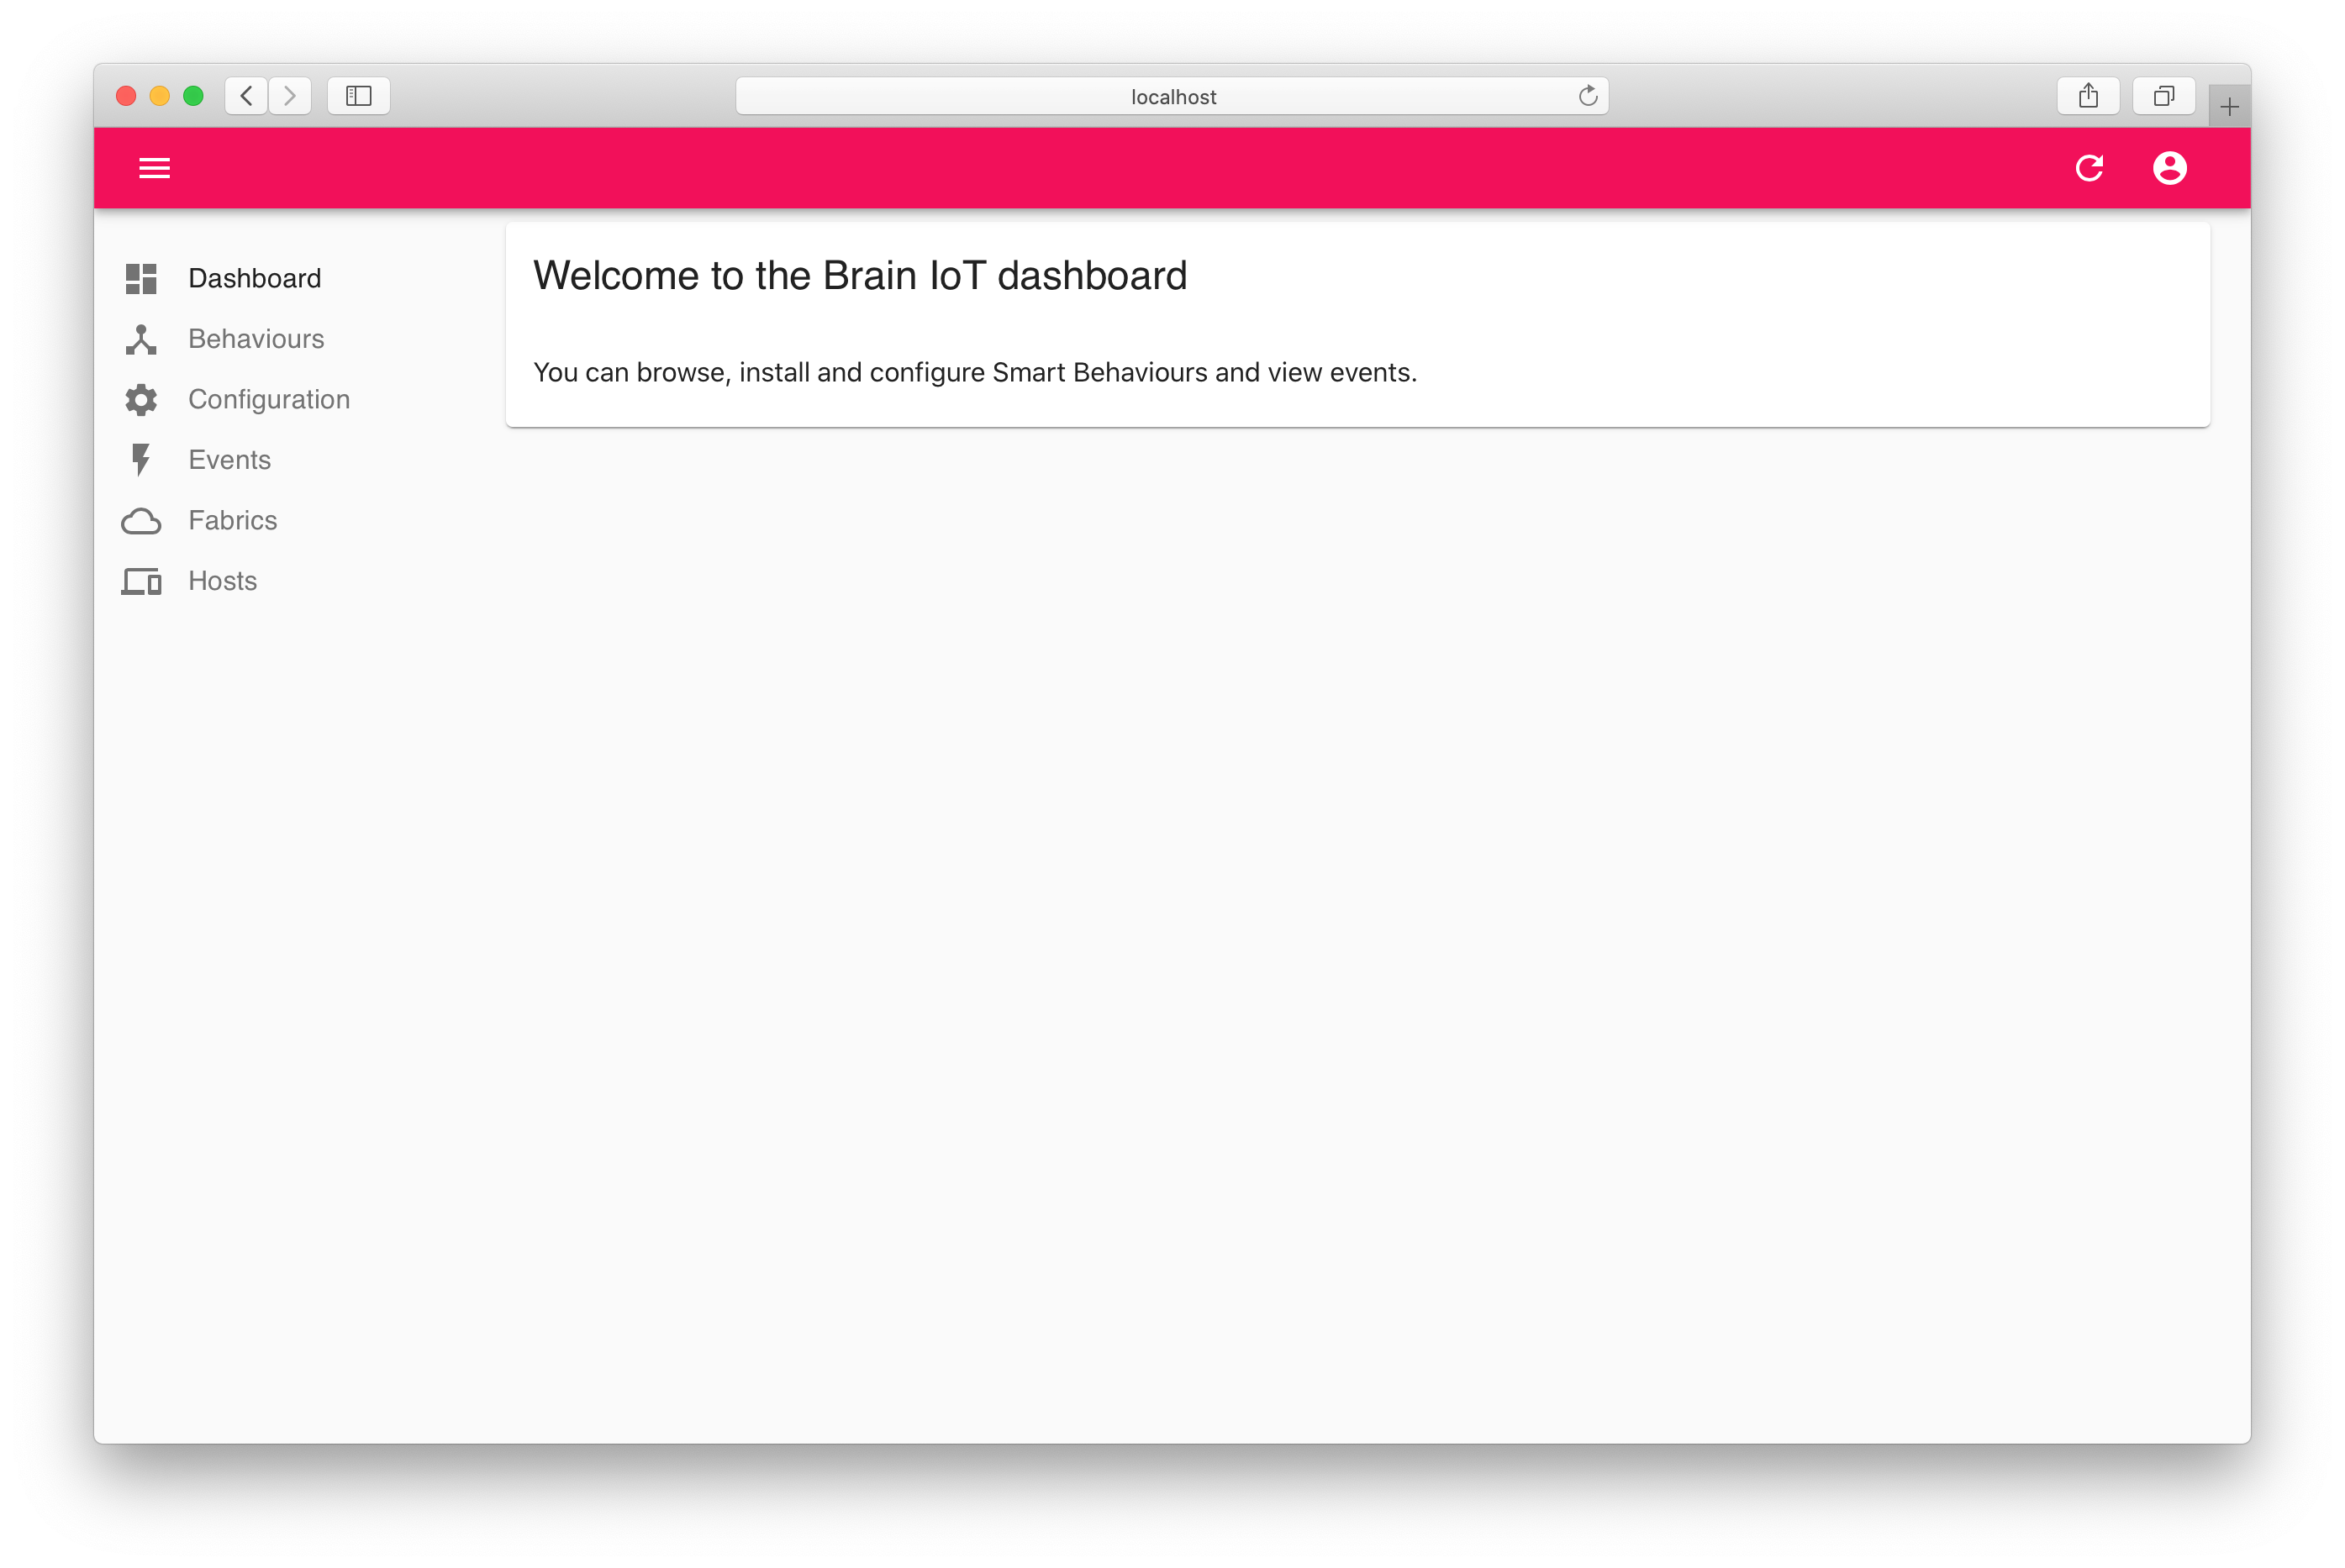 localhost
Dashboard
Behaviours
Configuration
Events
Fabrics
Hosts
Welcome to the Brain IoT dashboard
You can browse, install and configure Smart Behaviours and view events.